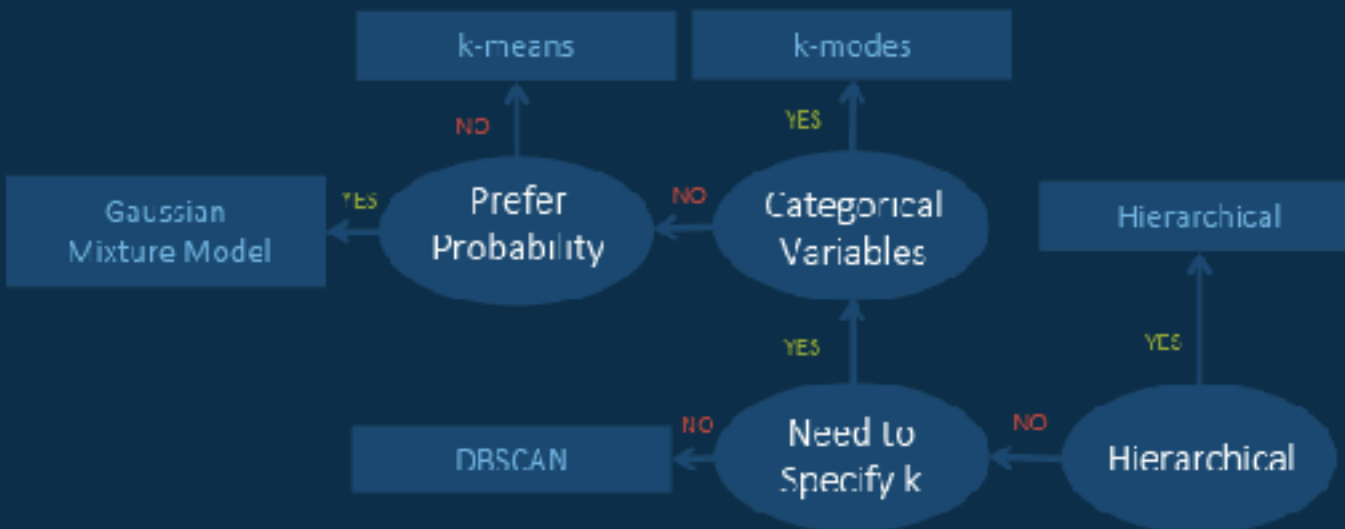 k-means
k-modes
NO
YES
Gaussian
Mixture Model
YES
Prefer
Probability
NO
Categorical
Variables
Hierarchical
YES
YES
DBSCAN
NO
Need to
Specify k
NO
Hierarchical